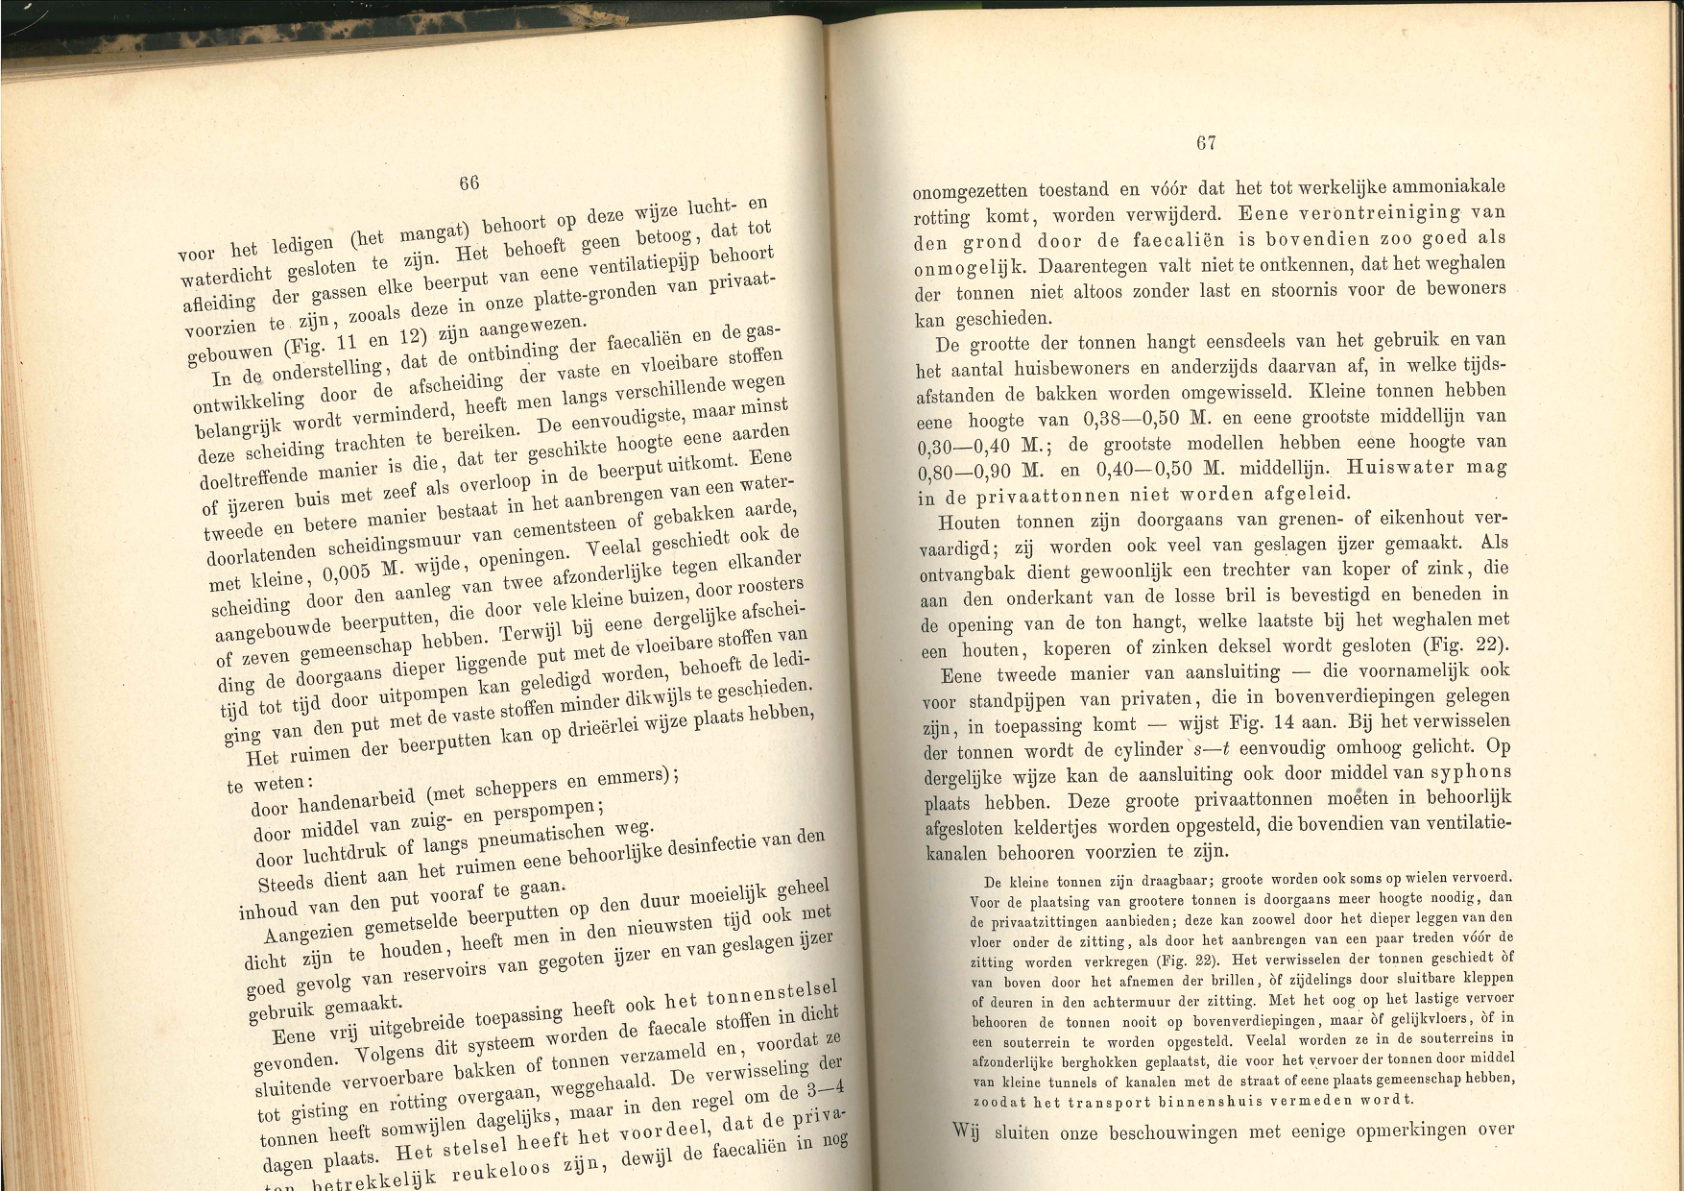 66
voor het ledigen (het mangat) behoort op deze wijze lucht- en
waterdicht gesloten te zijn. Het behoeft geen betoog, dat tot
afleiding der gassen elke beerput van eene ventilatiepijp behoort
voorzien te zijn, zooals deze in onze platte-gronden van privaat-
gebouwen (Fig. 11 en 12) zijn aangewezen.
In de onderstelling, dat de ontbinding der faecaliën en de gas-
ontwikkeling door de afscheiding der vaste en vloeibare stoffen
belangrijk wordt verminderd, heeft men langs verschillende wegen
deze scheiding trachten te bereiken. De eenvoudigste, maar minst
doeltreffende manier is die, dat ter geschikte hoogte eene aarden
of ijzeren buis met zeef als overloop in de beerput uitkomt. Eene
tweede en betere manier bestaat in het aanbrengen van een water-
doorlatenden scheidingsmuur van cementsteen of gebakken aarde,
met kleine, 0,005 M. wijde, openingen. Veelal geschiedt ook de
scheiding door den aanleg van twee afzonderlijke tegen elkander
aangebouwde beerputten, die door vele kleine buizen, door roosters
of zeven gemeenschap hebben. Terwijl bij eene dergelijke afschei-
ding de doorgaans dieper liggende put met de vloeibare stoffen van
tijd tot tijd door uitpompen kan geledigd worden, behoeft de ledi-
ging van den put met de vaste stoffen minder dikwijls te geschieden.
Het ruimen der beerputten kan op drieërlei wijze plaats hebben,
te weten:
door handenarbeid (met scheppers en emmers);
door middel van zuig- en perspompen;
door luchtdruk of langs pneumatischen weg.
Steeds dient aan het ruimen eene behoorlijke desinfectie van den
inhoud van den put vooraf te gaan.
Aangezien gemetselde beerputten op den duur moeielijk geheel
dicht zijn te houden, heeft men in den nieuwsten tijd ook met
goed gevolg van reservoirs van gegoten ijzer en van geslagen ijzer
gebruik gemaakt.
Eene vrij uitgebreide toepassing heeft ook het tonnenstelsel
gevonden. Volgens dit systeem worden de faecale stoffen in dicht
sluitende vervoerbare bakken of tonnen verzameld en, voordat ze
tot gisting en rotting overgaan, weggehaald. De verwisseling der
tonnen heeft somwijlen dagelijks, maar in den regel om de 3—4
dagen plaats. Het stelsel heeft het voordeel, dat de priva-
ten betrekkelijk reukeloos zijn, dewijl de faecaliën in nog
67
onomgezetten toestand en vóór dat het tot werkelijke ammoniakale
rotting komt, worden verwijderd. Eene verontreiniging van
den grond door de faecaliën is bovendien zoo goed als
onmogelijk. Daarentegen valt niet te ontkennen, dat het weghalen
der tonnen niet altoos zonder last en stoornis voor de bewoners
kan geschieden.
De grootte der tonnen hangt eensdeels van het gebruik en van
het aantal huisbewoners en anderzijds daarvan af, in welke tijds-
afstanden de bakken worden omgewisseld. Kleine tonnen hebben
eene hoogte van 0,38—0,50 M. en eene grootste middellijn van
0,30—0,40 M.; de grootste modellen hebben eene hoogte van
0,80—0,90 M. en 0,40—0,50 M. middellijn. Huiswater mag
in de privaattonnen niet worden afgeleid.
Houten tonnen zijn doorgaans van grenen- of eikenhout ver-
vaardigd; zij worden ook veel van geslagen ijzer gemaakt. Als
ontvangbak dient gewoonlijk een trechter van koper of zink, die
aan den onderkant van de losse bril is bevestigd en beneden in
de opening van de ton hangt, welke laatste bij het weghalen met
een houten, koperen of zinken deksel wordt gesloten (Fig. 22).
Eene tweede manier van aansluiting — die voornamelijk ook
voor standpijpen van privaten, die in bovenverdiepingen gelegen
zijn, in toepassing komt — wijst Fig. 14 aan. Bij het verwisselen
der tonnen wordt de cylinder s—t eenvoudig omhoog gelicht. Op
dergelijke wijze kan de aansluiting ook door middel van syphons
plaats hebben. Deze groote privaattonnen moeten in behoorlijk
afgesloten keldertjes worden opgesteld, die bovendien van ventilatie-
kanalen behooren voorzien te zijn.
De kleine tonnen zijn draagbaar; groote worden ook soms op wielen vervoerd.
Voor de plaatsing van grootere tonnen is doorgaans meer hoogte noodig, dan
de privaatzittingen aanbieden; deze kan zoowel door het dieper leggen van den
vloer onder de zitting, als door het aanbrengen van een paar treden vóór de
zitting worden verkregen (Fig. 22). Het verwisselen der tonnen geschiedt òf
van boven door het afnemen der brillen, òf zijdelings door sluitbare kleppen
of deuren in den achtermuur der zitting. Met het oog op het lastige vervoer
behooren de tonnen nooit op bovenverdiepingen, maar òf gelijkvloers, òf in
een souterrein te worden opgesteld. Veelal worden ze in de souterreins in
afzonderlijke berghokken geplaatst, die voor het vervoer der tonnen door middel
van kleine tunnels of kanalen met de straat of eene plaats gemeenschap hebben,
zoodat het transport binnenshuis vermeden wordt.
Wij sluiten onze beschouwingen met eenige opmerkingen over